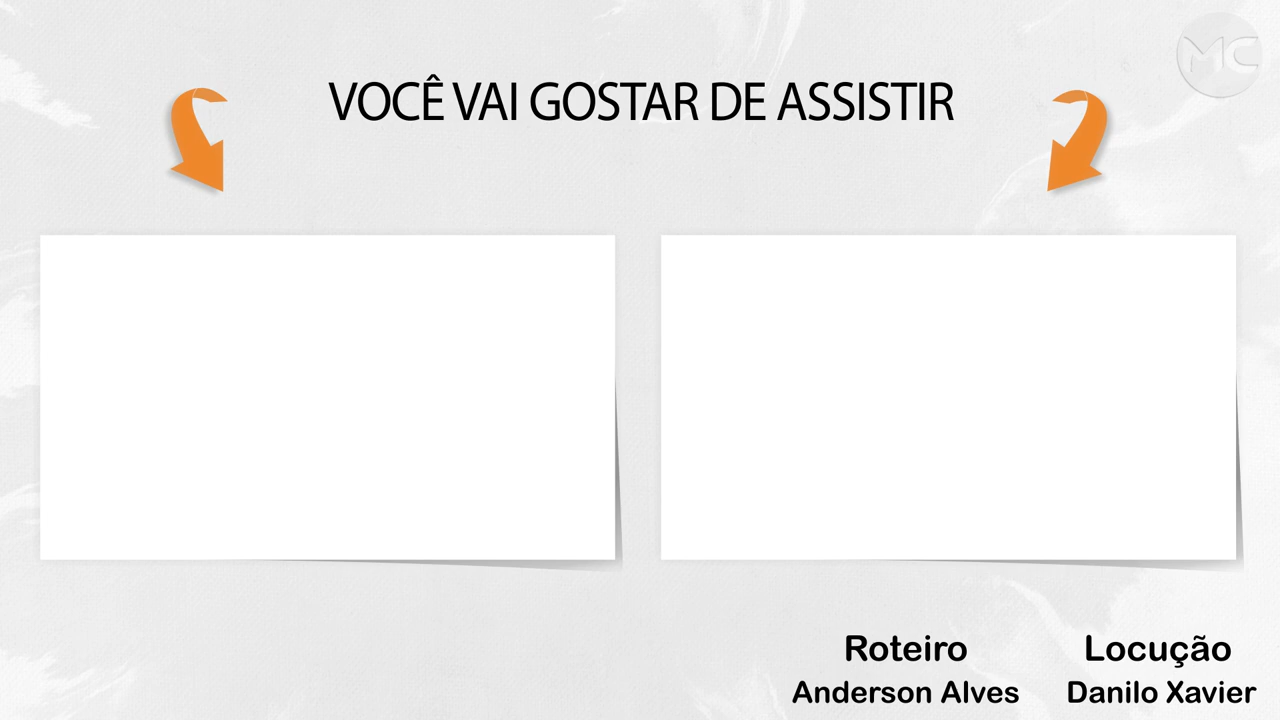 MC
VOCÊ VAI GOSTAR DE ASSISTIR
Roteiro
Anderson Alves
Locução
Danilo Xavier